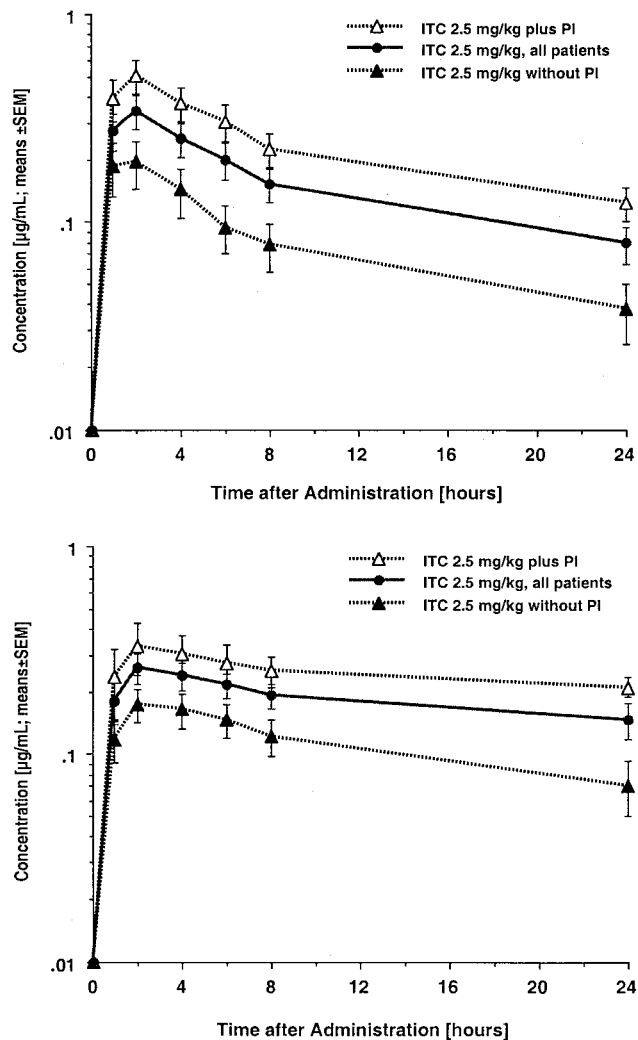 1
ITC 2.5 mg/kg plus PI
ITC 2.5 mg/kg, all patients
ITC 2.5 mg/kg without PI
Concentration [µg/mL; means ±SEM]
.1
.01
0 4 8 12 16 20 24
Time after Administration [hours]
1
ITC 2.5 mg/kg plus PI
ITC 2.5 mg/kg, all patients
ITC 2.5 mg/kg without PI
Concentration [µg/mL; means±SEM]
.1
.01
0 4 8 12 16 20 24
Time after Administration [hours]